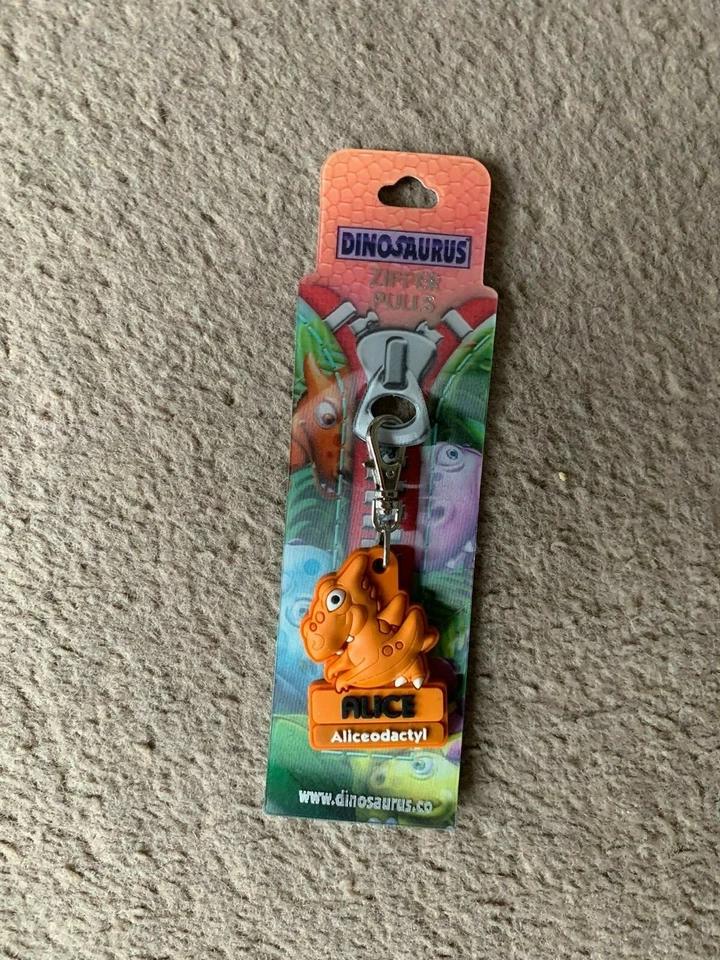 DINOSAURUS
ZIPPER
PULLS
ALICE
Aliceodactyl
www.dinosaurus.co